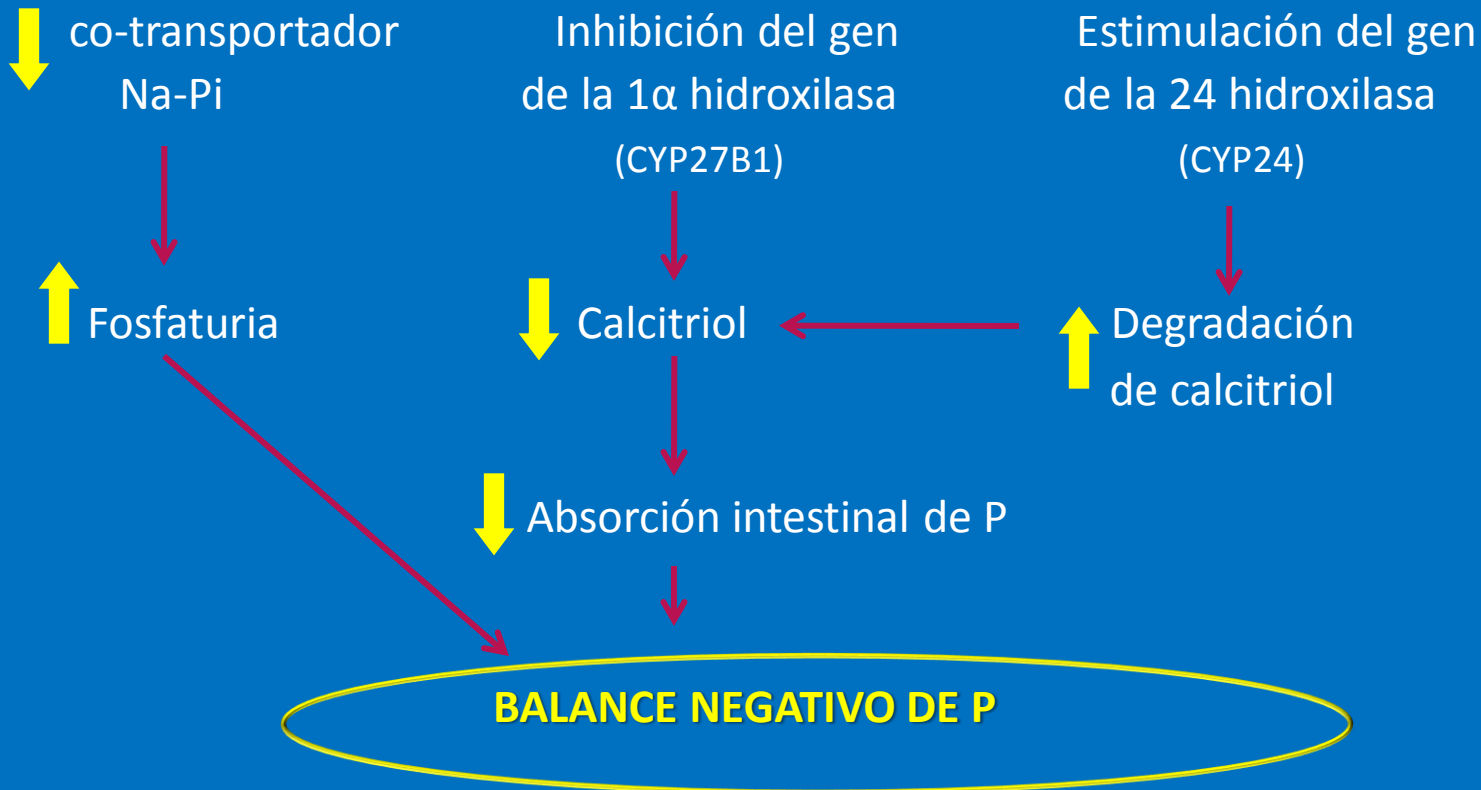 co-transportador
Na-Pi
Inhibición del gen
de la 1α hidroxilasa
(CYP27B1)
Estimulación del gen
de la 24 hidroxilasa
(CYP24)
Fosfaturia
Calcitriol
Degradación
de calcitriol
Absorción intestinal de P
BALANCE NEGATIVO DE P